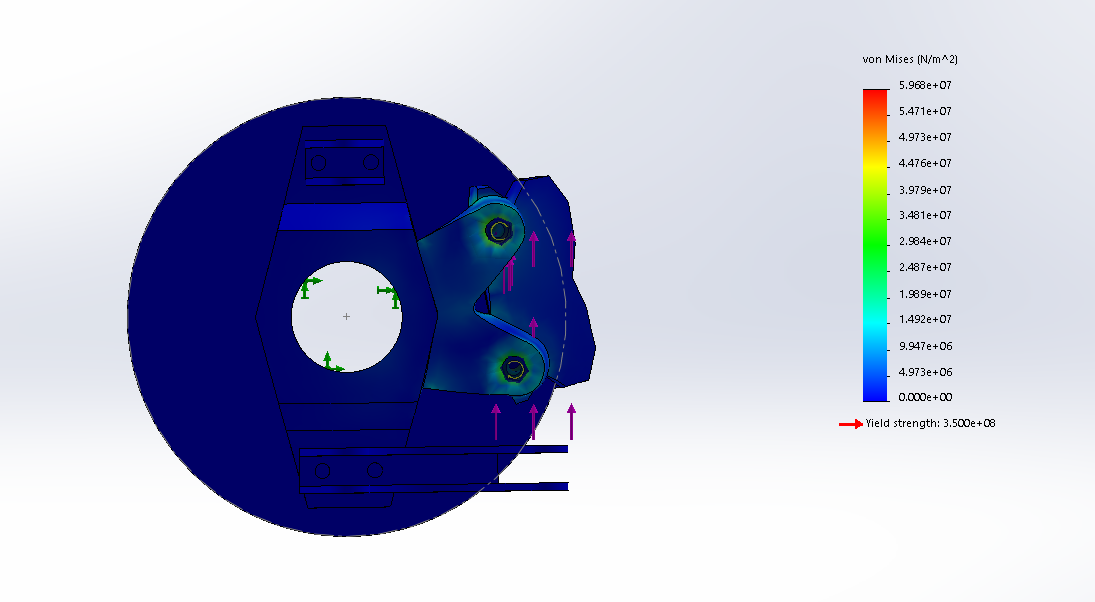 von Mises (N/m^2)
5.968e+07
5.471e+07
4.973e+07
4.476e+07
3.979e+07
3.481e+07
2.984e+07
2.487e+07
1.989e+07
1.492e+07
9.947e+06
4.973e+06
0.000e+00
Yield strength: 3.500e+08